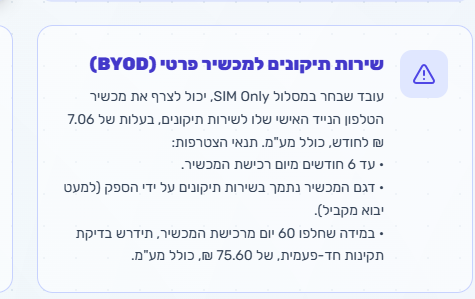 שירות תיקונים למכשיר פרטי (BYOD)
עובד שבחר במסלול SIM Only, יכול לצרף את מכשיר
הטלפון הנייד האישי שלו לשירות תיקונים, בעלות של 7.06
₪ לחודש, כולל מע"מ. תנאי הצטרפות:
• עד 6 חודשים מיום רכישת המכשיר.
• דגם המכשיר נתמך בשירות תיקונים על ידי הספק (למעט
יבוא מקביל).
• במידה שחלפו 60 יום מרכישת המכשיר, תידרש בדיקת
תקינות חד-פעמית, של 75.60 ₪, כולל מע"מ.